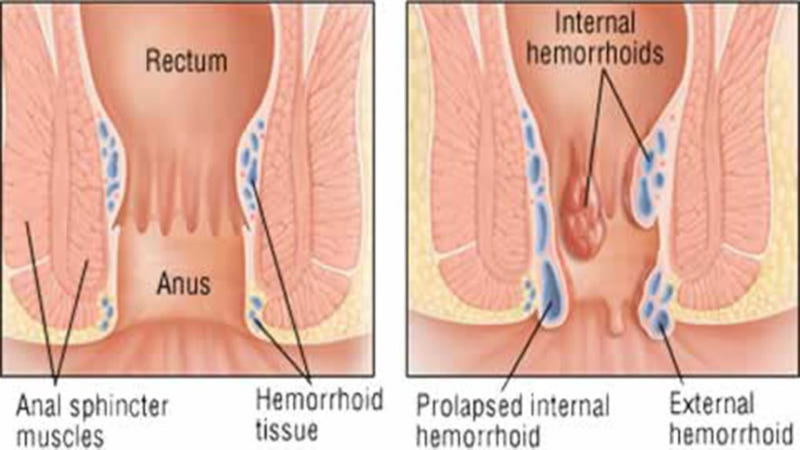 Rectum
Anus
Anal sphincter
muscles
Hemorrhoid
tissue
Internal
hemorrhoids
Prolapsed internal
hemorrhoid
External
hemorrhoid